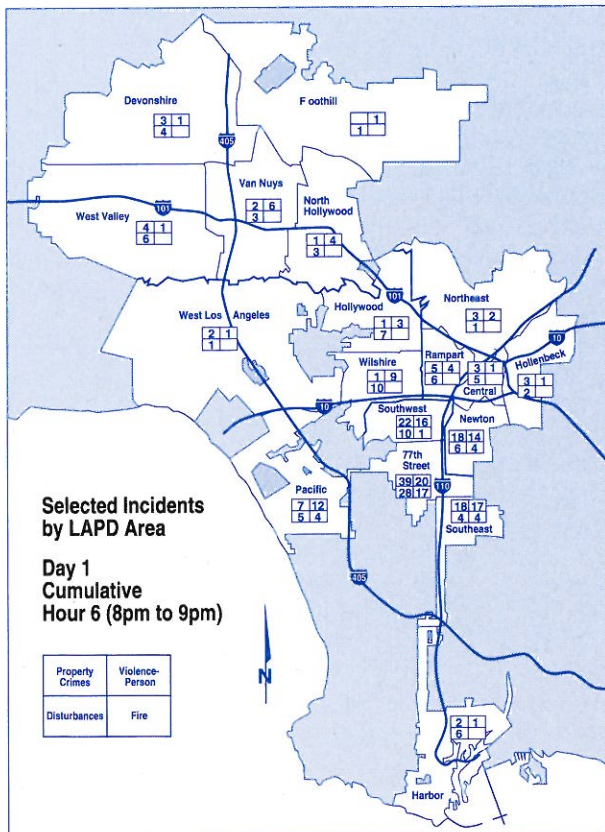 Devonshire
3 1
4
Foothill
1
1
405
Van Nuys
2 6
3
North
Hollywood
1 4
3
101
West Valley
4 1
6
101
West Los Angeles
2 1
1
Hollywood
1 3
7
Northeast
3 2
1
10
Wilshire
1 9
10
Rampart
5 4
6
3 1
5
Central
Hollenbeck
3 1
2
10
Southwest
22 16
10 1
Newton
18 14
6 4
77th
Street
39 20
28 17
110
Pacific
7 12
5 4
18 17
4 4
Southeast
405
Selected Incidents
by LAPD Area
Day 1
Cumulative
Hour 6 (8pm to 9pm)
N
Property
Crimes
Violence-
Person
Disturbances
Fire
2 1
6
Harbor